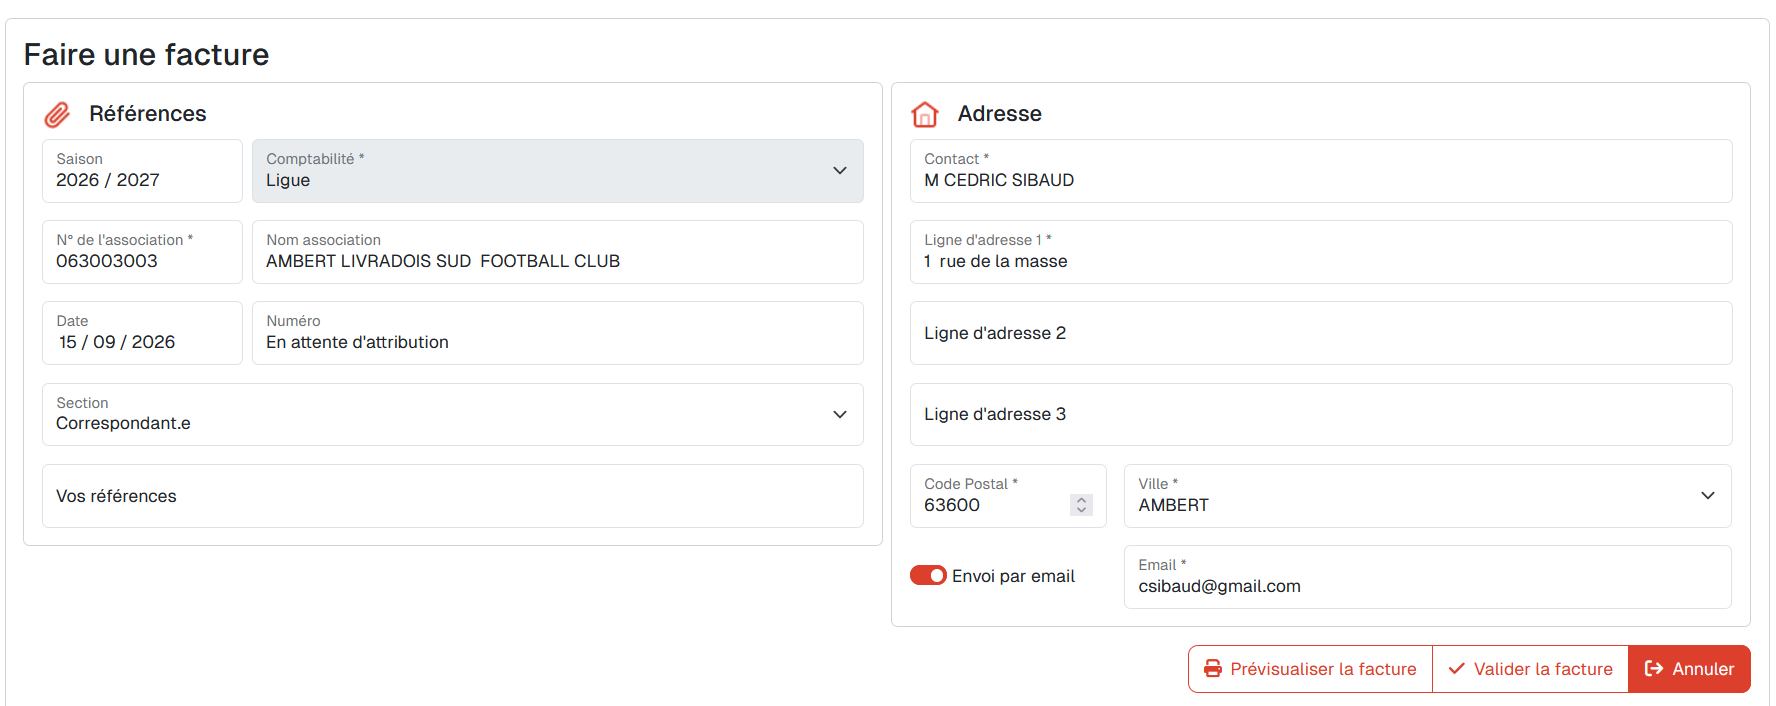 Faire une facture
Références
Saison
2026 / 2027
Comptabilité *
Ligue
N° de l'association *
063003003
Nom association
AMBERT LIVRADOIS SUD  FOOTBALL CLUB
Date
15 / 09 / 2026
Numéro
En attente d'attribution
Section
Correspondant.e
Vos références
Adresse
Contact *
M CEDRIC SIBAUD
Ligne d'adresse 1 *
1  rue de la masse
Ligne d'adresse 2
Ligne d'adresse 3
Code Postal *
63600
Ville *
AMBERT
Envoi par email
Email *
csibaud@gmail.com
Prévisualiser la facture
Valider la facture
Annuler